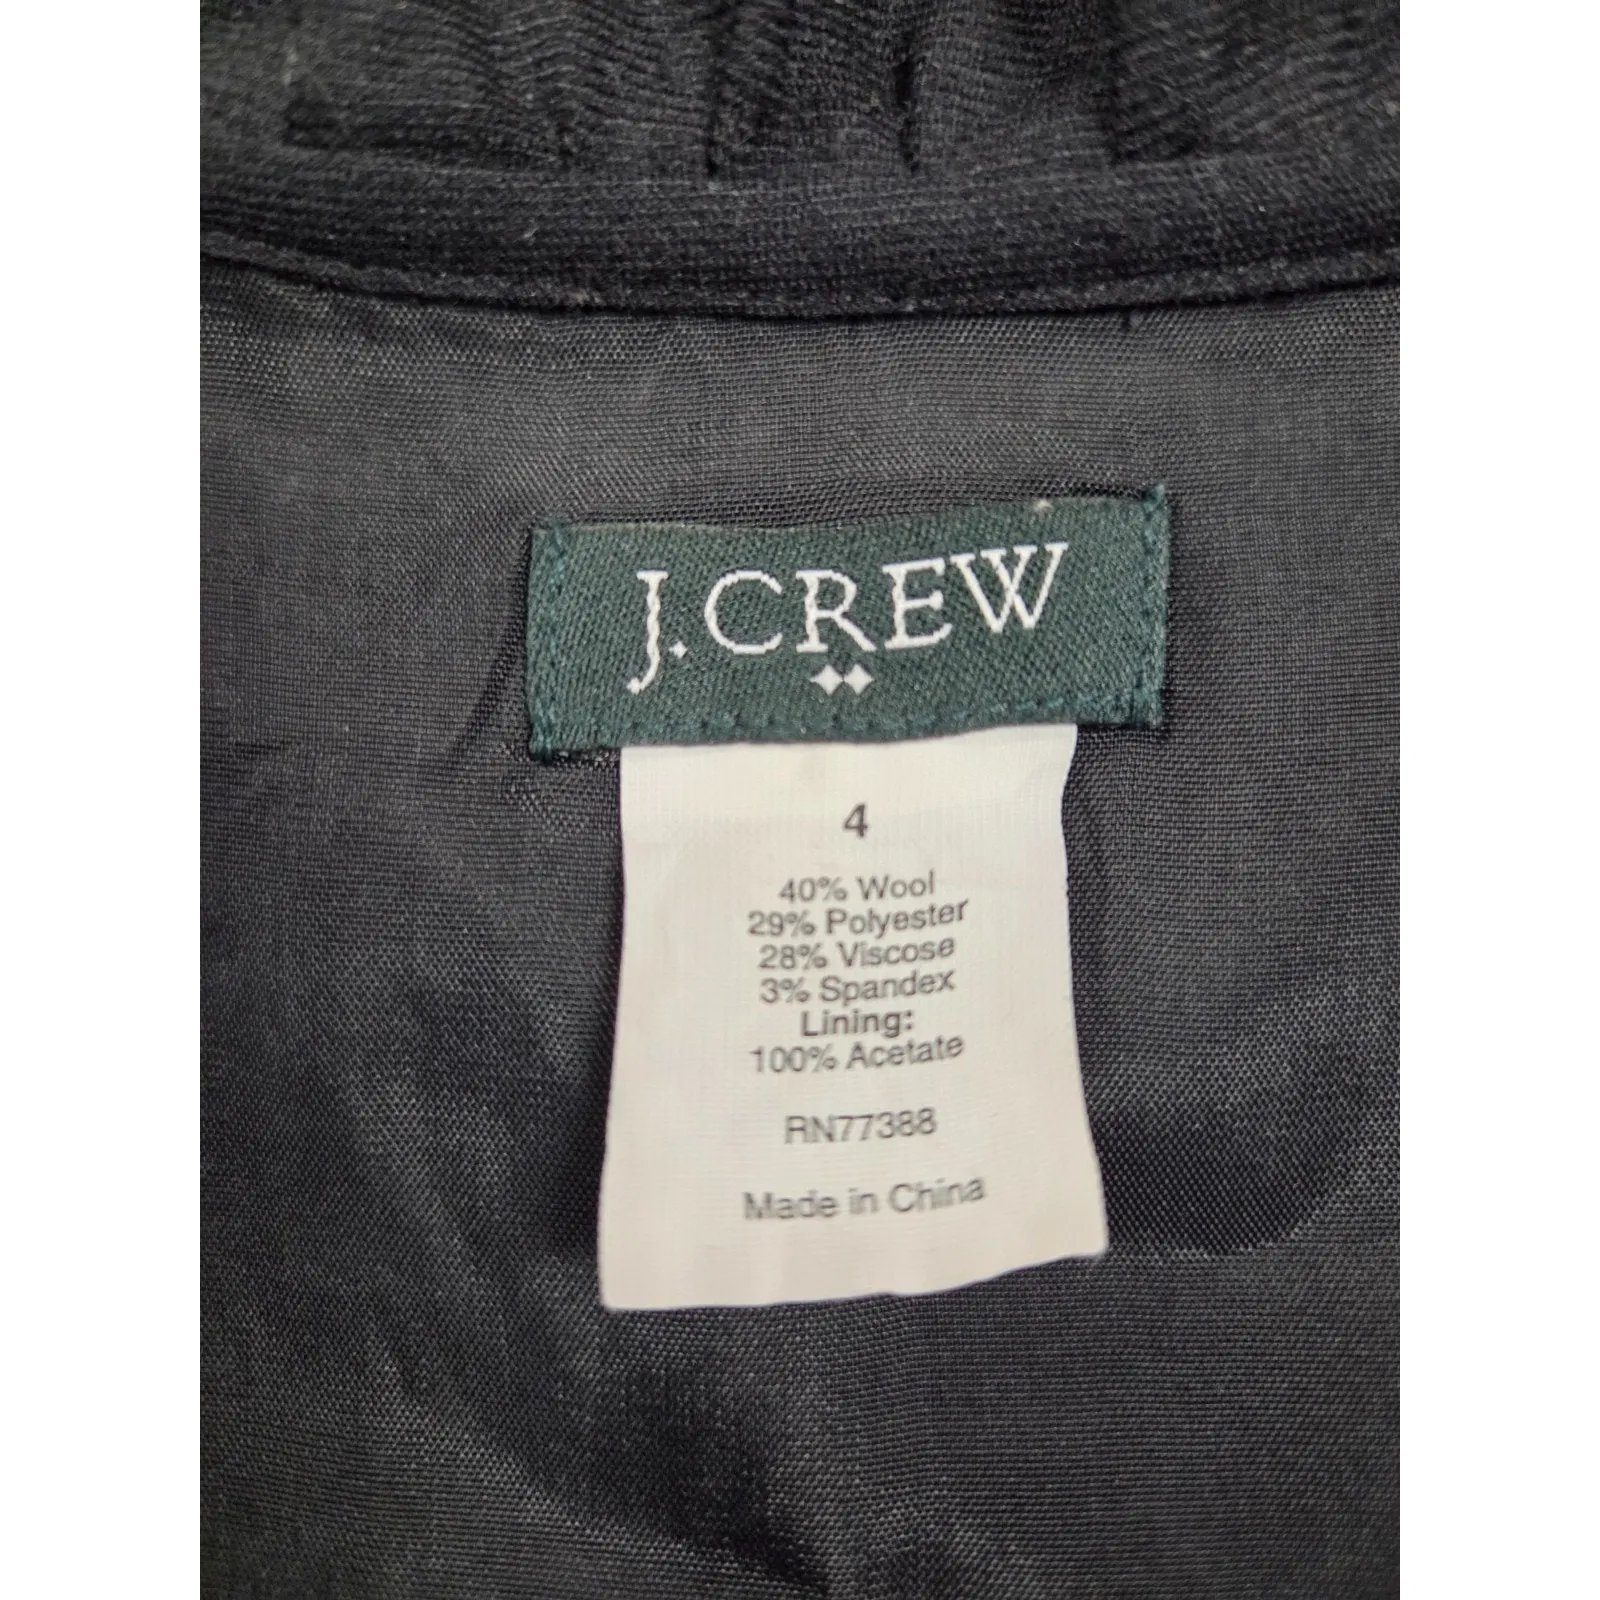 J.CREW
4
40% Wool
29% Polyester
28% Viscose
3% Spandex
Lining:
100% Acetate
RN77388
Made in China